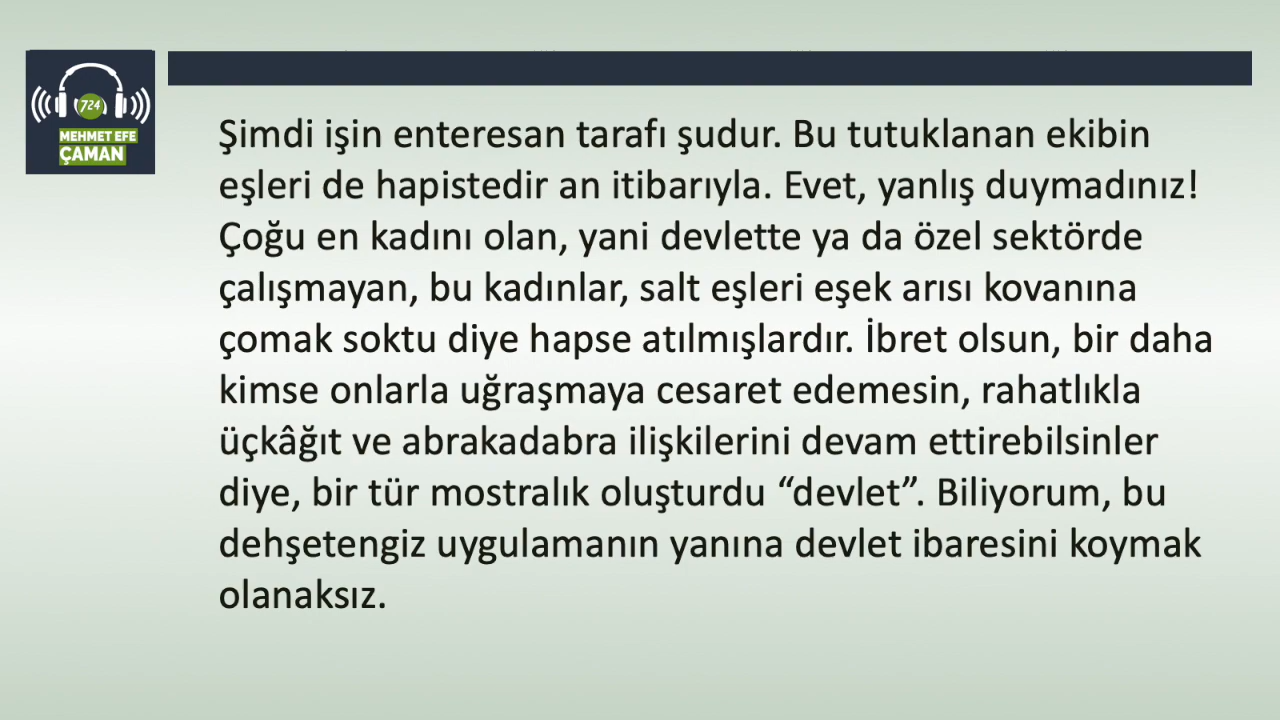 724
MEHMET EFE
ÇAMAN
Şimdi işin enteresan tarafı şudur. Bu tutuklanan ekibin
eşleri de hapistedir an itibarıyla. Evet, yanlış duymadınız!
Çoğu en kadını olan, yani devlette ya da özel sektörde
çalışmayan, bu kadınlar, salt eşleri eşek arısı kovanına
çomak soktu diye hapse atılmışlardır. İbret olsun, bir daha
kimse onlarla uğraşmaya cesaret edemesin, rahatlıkla
üçkâğıt ve abrakadabra ilişkilerini devam ettirebilsinler
diye, bir tür mostralık oluşturdu “devlet”. Biliyorum, bu
dehşetengiz uygulamanın yanına devlet ibaresini koymak
olanaksız.